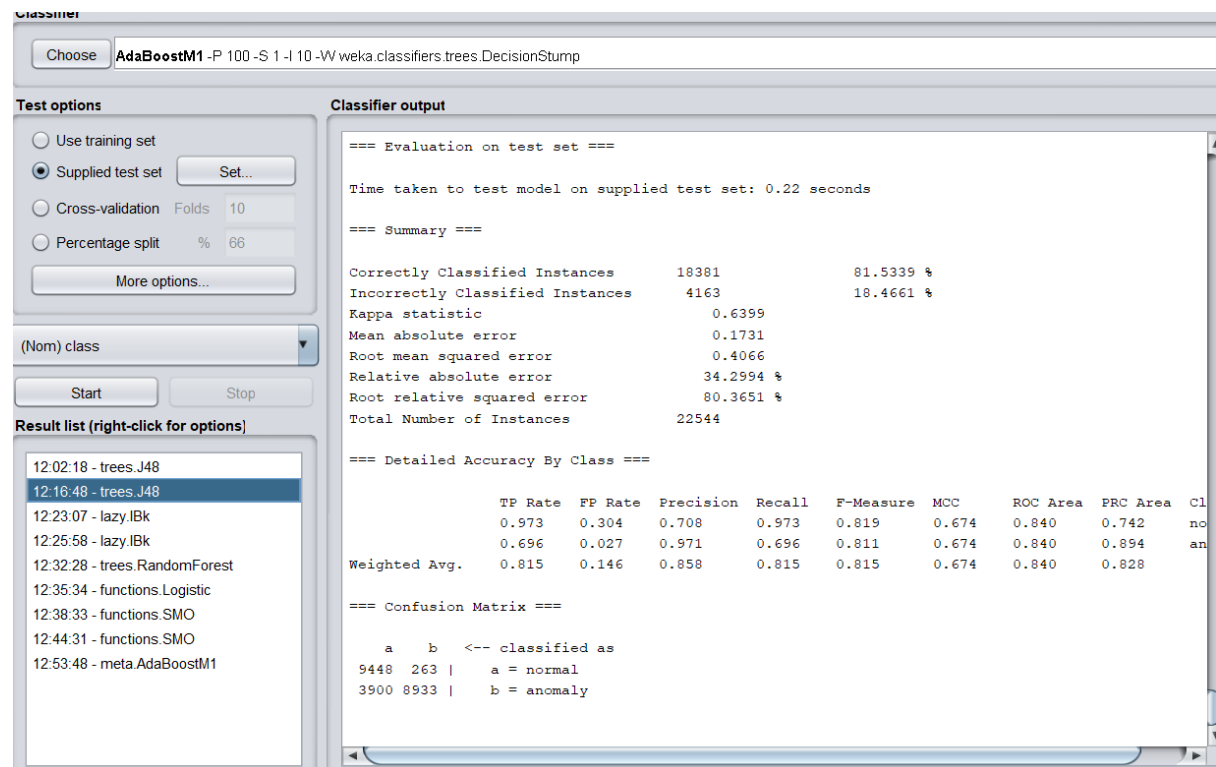 Classifier
Choose AdaBoostM1 -P 100 -S 1 -I 10 -W weka.classifiers.trees.DecisionStump
Test options
Use training set
Supplied test set Set...
Cross-validation Folds 10
Percentage split % 66
More options...
(Nom) class
Start Stop
Result list (right-click for options)
12:02:18 - trees.J48
12:16:48 - trees.J48
12:23:07 - lazy.IBk
12:25:58 - lazy.IBk
12:32:28 - trees.RandomForest
12:35:34 - functions.Logistic
12:38:33 - functions.SMO
12:44:31 - functions.SMO
12:53:48 - meta.AdaBoostM1
Classifier output
=== Evaluation on test set ===
Time taken to test model on supplied test set: 0.22 seconds
=== Summary ===
Correctly Classified Instances 18381 81.5339 %
Incorrectly Classified Instances 4163 18.4661 %
Kappa statistic 0.6399
Mean absolute error 0.1731
Root mean squared error 0.4066
Relative absolute error 34.2994 %
Root relative squared error 80.3651 %
Total Number of Instances 22544
=== Detailed Accuracy By Class ===
TP Rate FP Rate Precision Recall F-Measure MCC ROC Area PRC Area Cl
0.973 0.304 0.708 0.973 0.819 0.674 0.840 0.742 no
0.696 0.027 0.971 0.696 0.811 0.674 0.840 0.894 an
Weighted Avg. 0.815 0.146 0.858 0.815 0.815 0.674 0.840 0.828
=== Confusion Matrix ===
a b <-- classified as
9448 263 | a = normal
3900 8933 | b = anomaly